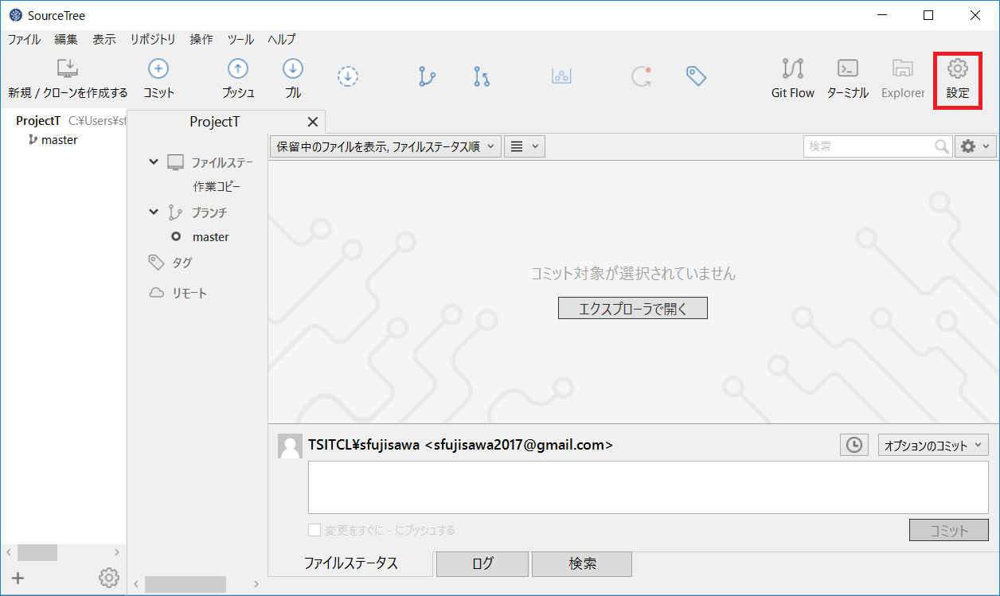 SourceTree
ファイル 編集 表示 リポジトリ 操作 ツール ヘルプ
新規 / クローンを作成する コミット プッシュ プル Git Flow ターミナル Explorer 設定
ProjectT C:¥Users¥sf
master
ProjectT
ファイルステー
作業コピー
ブランチ
master
タグ
リモート
保留中のファイルを表示, ファイルステータス順
検索
コミット対象が選択されていません
エクスプローラで開く
TSITCL¥sfujisawa <sfujisawa2017@gmail.com>
オプションのコミット
変更をすぐに - にプッシュする
コミット
ファイルステータス ログ 検索